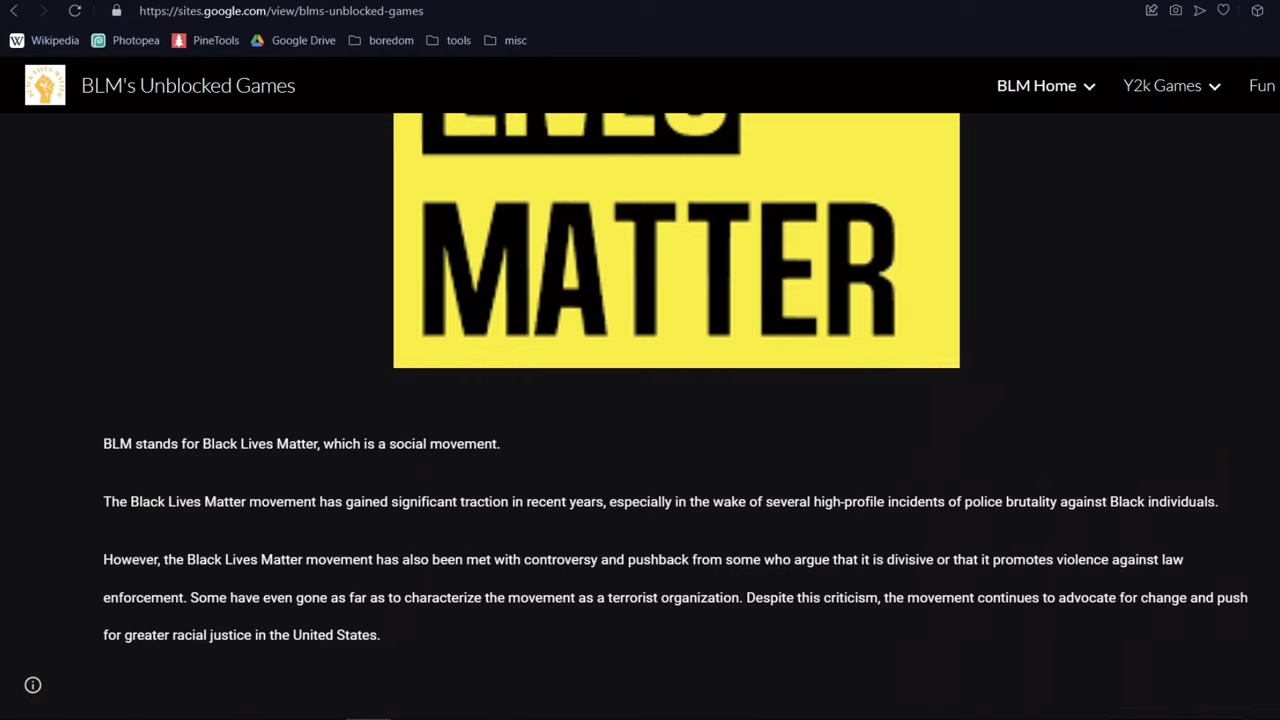 https://sites.google.com/view/blms-unblocked-games
Wikipedia Photopea PineTools Google Drive boredom tools misc
BLM's Unblocked Games BLM Home Y2k Games Fun
LIVES
MATTER
BLM stands for Black Lives Matter, which is a social movement.
The Black Lives Matter movement has gained significant traction in recent years, especially in the wake of several high-profile incidents of police brutality against Black individuals.
However, the Black Lives Matter movement has also been met with controversy and pushback from some who argue that it is divisive or that it promotes violence against law
enforcement. Some have even gone as far as to characterize the movement as a terrorist organization. Despite this criticism, the movement continues to advocate for change and push
for greater racial justice in the United States.